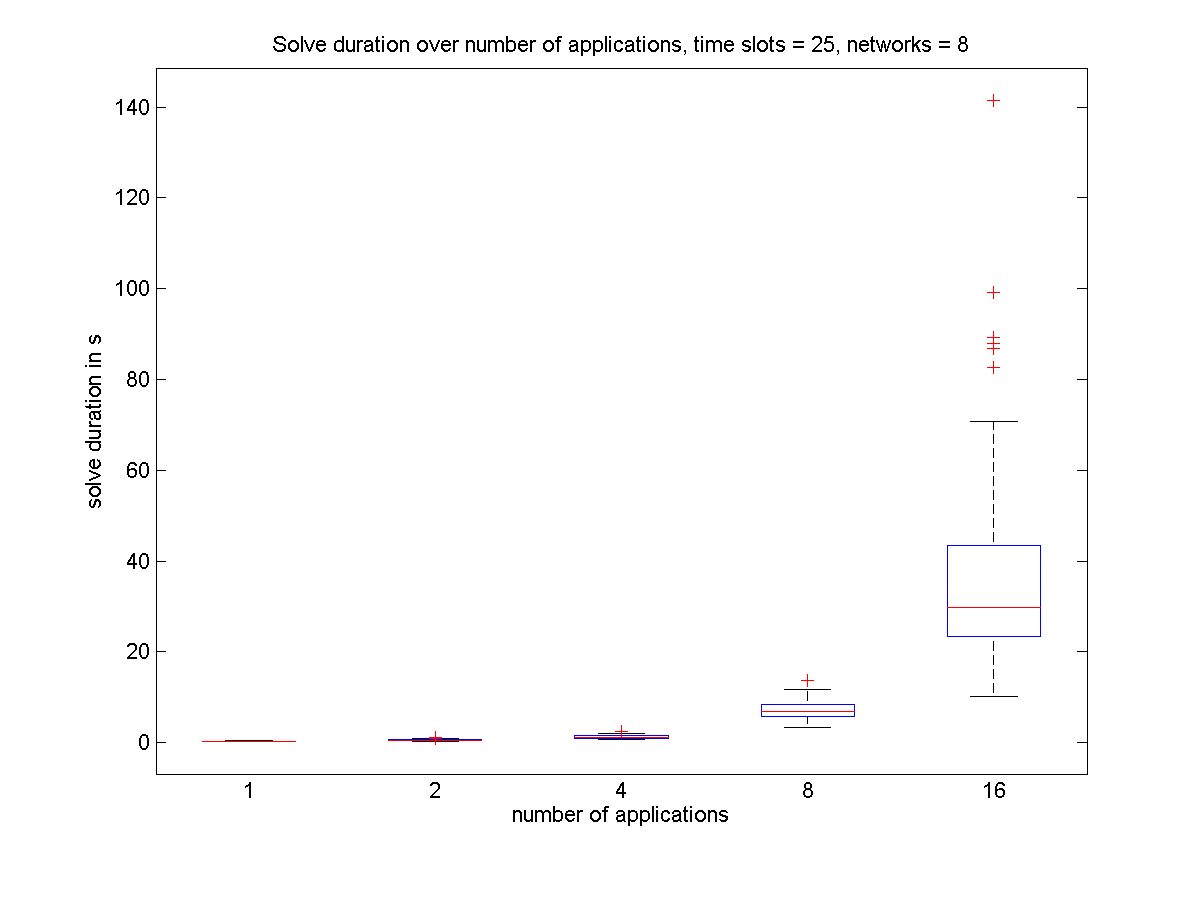 Solve duration over number of applications, time slots = 25, networks = 8
140
120
100
80
60
40
20
0
solve duration in s
1 2 4 8 16
number of applications